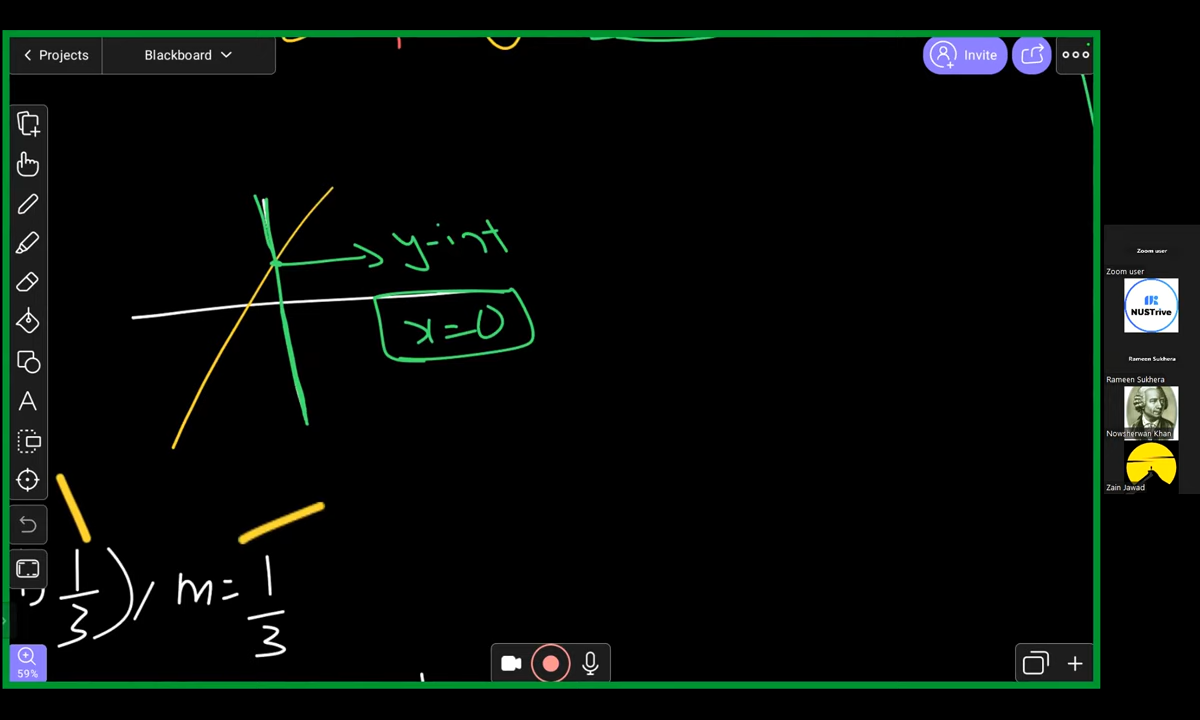 Projects
Blackboard
Invite
y-int
x=0
1/3), m=1/3
59%
A
Zoom user
Zoom user
NUSTrive
Rameen Sukhera
Rameen Sukhera
Nowsherwan Khan
Zain Jawad